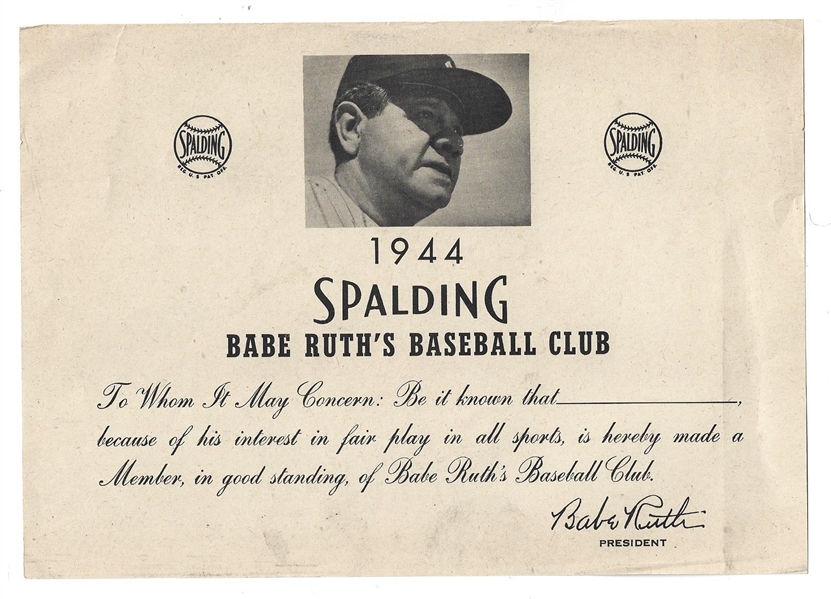 SPALDING
REG. U.S. PAT. OFF.
SPALDING
REG. U.S. PAT. OFF.
1944
SPALDING
BABE RUTH'S BASEBALL CLUB
To Whom It May Concern: Be it known that__________,
because of his interest in fair play in all sports, is hereby made a
Member, in good standing, of Babe Ruth's Baseball Club.
Babe Ruth
PRESIDENT